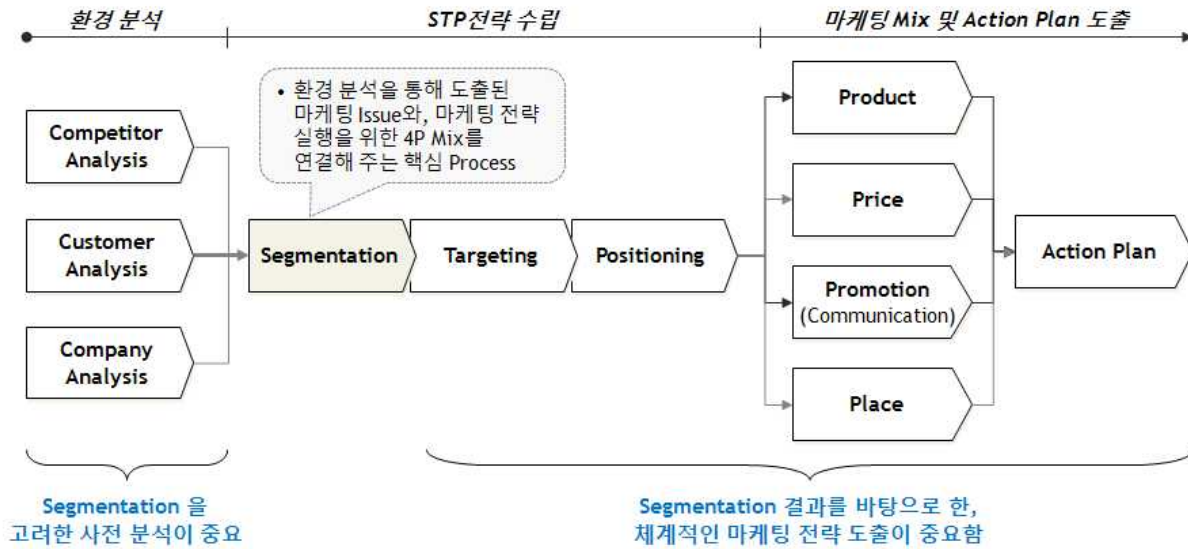 환경 분석
STP전략 수립
마케팅 Mix 및 Action Plan 도출
• 환경 분석을 통해 도출된
마케팅 Issue와, 마케팅 전략
실행을 위한 4P Mix를
연결해 주는 핵심 Process
Competitor
Analysis
Customer
Analysis
Company
Analysis
Segmentation
Targeting
Positioning
Product
Price
Promotion
(Communication)
Place
Action Plan
Segmentation 을
고려한 사전 분석이 중요
Segmentation 결과를 바탕으로 한,
체계적인 마케팅 전략 도출이 중요함